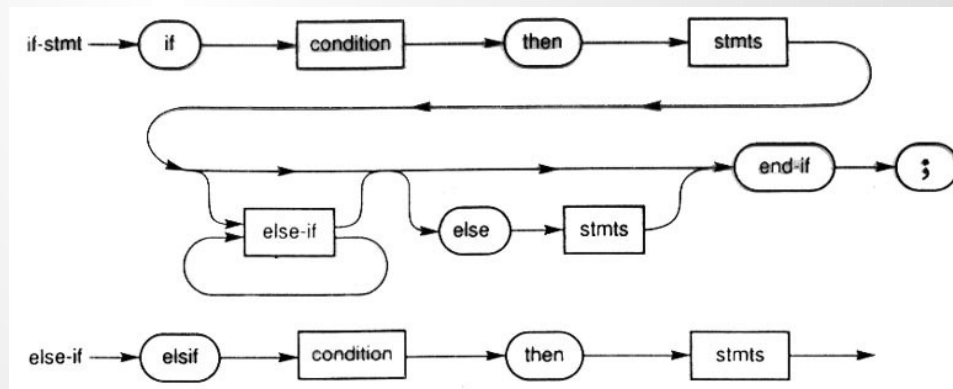 if-stmt if condition then stmts
end-if ;
else-if else stmts
else-if elsif condition then stmts